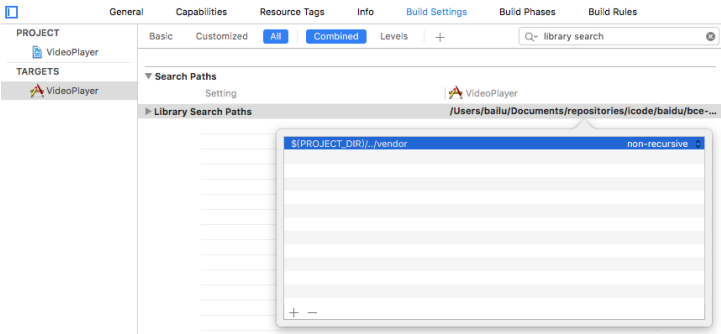 General Capabilities Resource Tags Info Build Settings Build Phases Build Rules
PROJECT
VideoPlayer
TARGETS
VideoPlayer
Basic Customized All Combined Levels + library search
Search Paths
Setting VideoPlayer
Library Search Paths /Users/bailu/Documents/repositories/icode/baidu/bce-...
$(PROJECT_DIR)/../vendor non-recursive
+ −